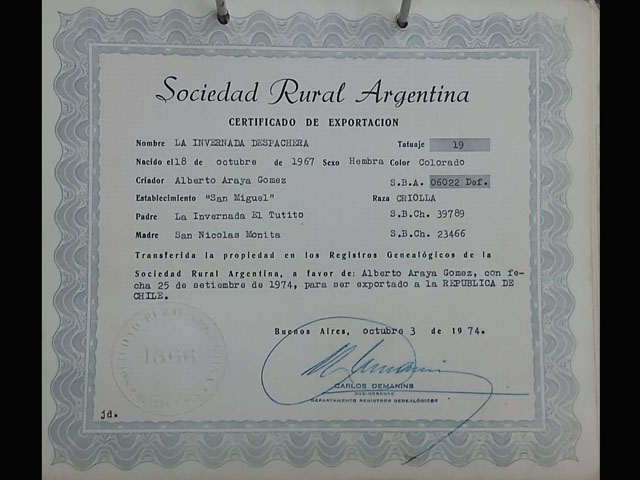 Sociedad Rural Argentina
CERTIFICADO DE EXPORTACION
Nombre LA INVERNADA DESPACHERA Tatuaje 19
Nacido el 18 de octubre de 1967 Sexo Hembra Color Colorado
Criador Alberto Araya Gomez S.B.A. 06022 Def.
Establecimiento "San Miguel" Raza CRIOLLA
Padre La Invernada El Tutito S.B.Ch. 39789
Madre San Nicolas Monita S.B.Ch. 23466
Transferida la propiedad en los Registros Genealógicos de la
Sociedad Rural Argentina, a favor de: Alberto Araya Gomez, con fe-
cha 25 de setiembre de 1974, para ser exportado a la REPUBLICA DE
CHILE.
Buenos Aires, octubre 3 de 1974.
1866
CARLOS DEMANINS
SUB-GERENTE
DEPARTAMENTO REGISTROS GENEALÓGICOS
jd.